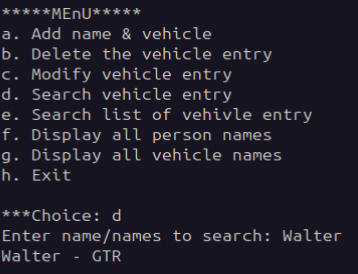 *****MEnU*****
a. Add name & vehicle
b. Delete the vehicle entry
c. Modify vehicle entry
d. Search vehicle entry
e. Search list of vehivle entry
f. Display all person names
g. Display all vehicle names
h. Exit
***Choice: d
Enter name/names to search: Walter
Walter - GTR